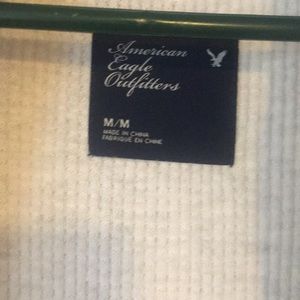 American
Eagle
Outfitters
M/M
MADE IN CHINA
FABRIQUÉ EN CHINE